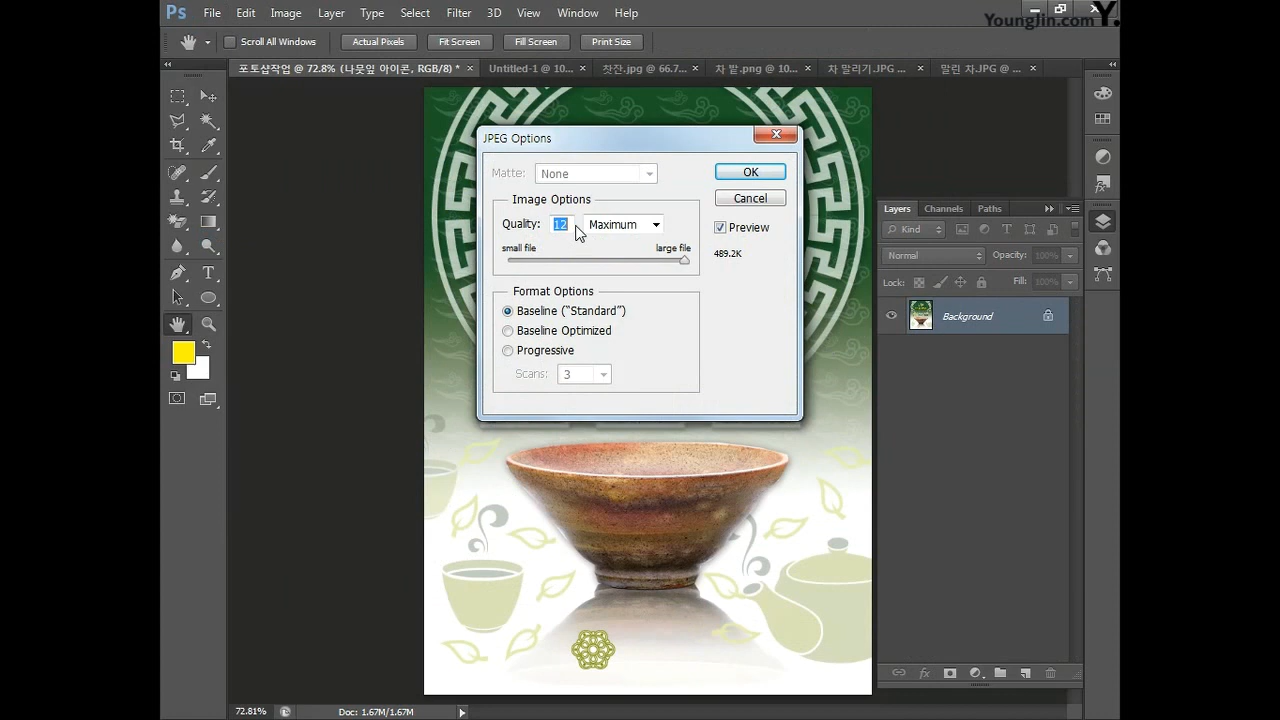 Ps File Edit Image Layer Type Select Filter 3D View Window Help
YoungJin.com Y.
Scroll All Windows Actual Pixels Fit Screen Fill Screen Print Size
포토샵작업 @ 72.8% (나뭇잎 아이콘, RGB/8) * × Untitled-1 @ 10... × 찻잔.jpg @ 66.7... × 차 밭.png @ 10... × 차 말리기.JPG ... × 말린 차.JPG @ ... ×
JPEG Options
Matte: None
OK
Image Options
Cancel
Quality: 12 Maximum
Preview
small file large file
489.2K
Format Options
Baseline (“Standard”)
Baseline Optimized
Progressive
Scans: 3
Layers Channels Paths
Kind
Normal Opacity: 100%
Lock: Fill: 100%
Background
72.81% Doc: 1.67M/1.67M